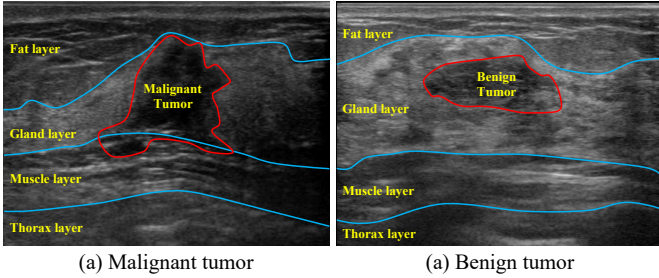 Fat layer
Malignant
Tumor
Gland layer
Muscle layer
Thorax layer
(a) Malignant tumor
Fat layer
Benign
Tumor
Gland layer
Muscle layer
Thorax layer
(a) Benign tumor